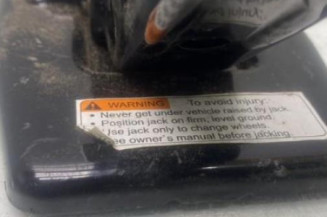 WARNING To avoid injury
• Never get under vehicle raised by jack.
• Position jack on firm, level ground.
Use jack only to change wheels.
ee owner's manual before jacking.